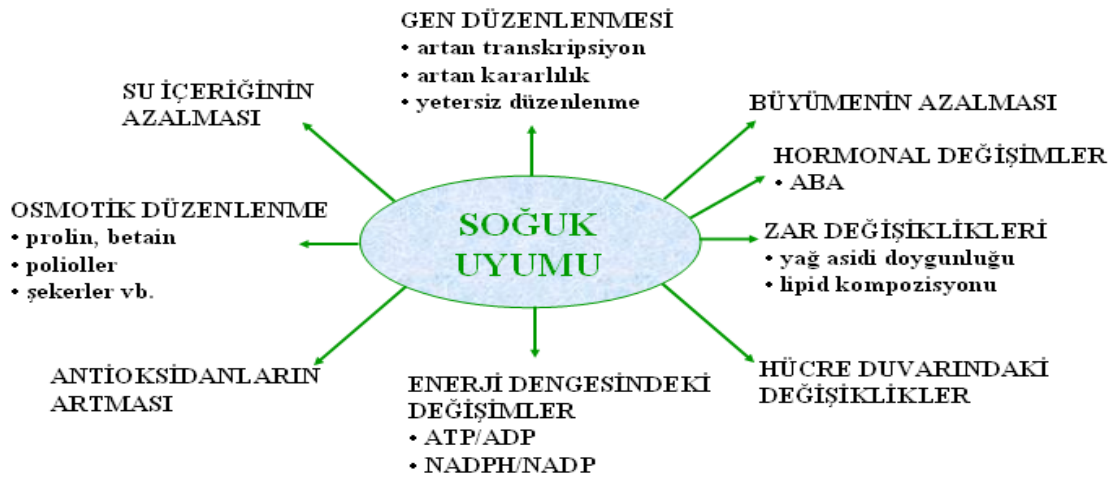 GEN DÜZENLENMESİ
• artan transkripsiyon
• artan kararlılık
• yetersiz düzenlenme
SU İÇERİĞİNİN
AZALMASI
BÜYÜMENİN AZALMASI
HORMONAL DEĞİŞİMLER
• ABA
OSMOTİK DÜZENLENME
• prolin, betain
• polioller
• şekerler vb.
SOĞUK
UYUMU
ZAR DEĞİŞİKLİKLERİ
• yağ asidi doygunluğu
• lipid kompozisyonu
ANTİOKSİDANLARIN
ARTMASI
ENERJİ DENGESİNDEKİ
DEĞİŞİMLER
• ATP/ADP
• NADPH/NADP
HÜCRE DUVARINDAKİ
DEĞİŞİKLİKLER